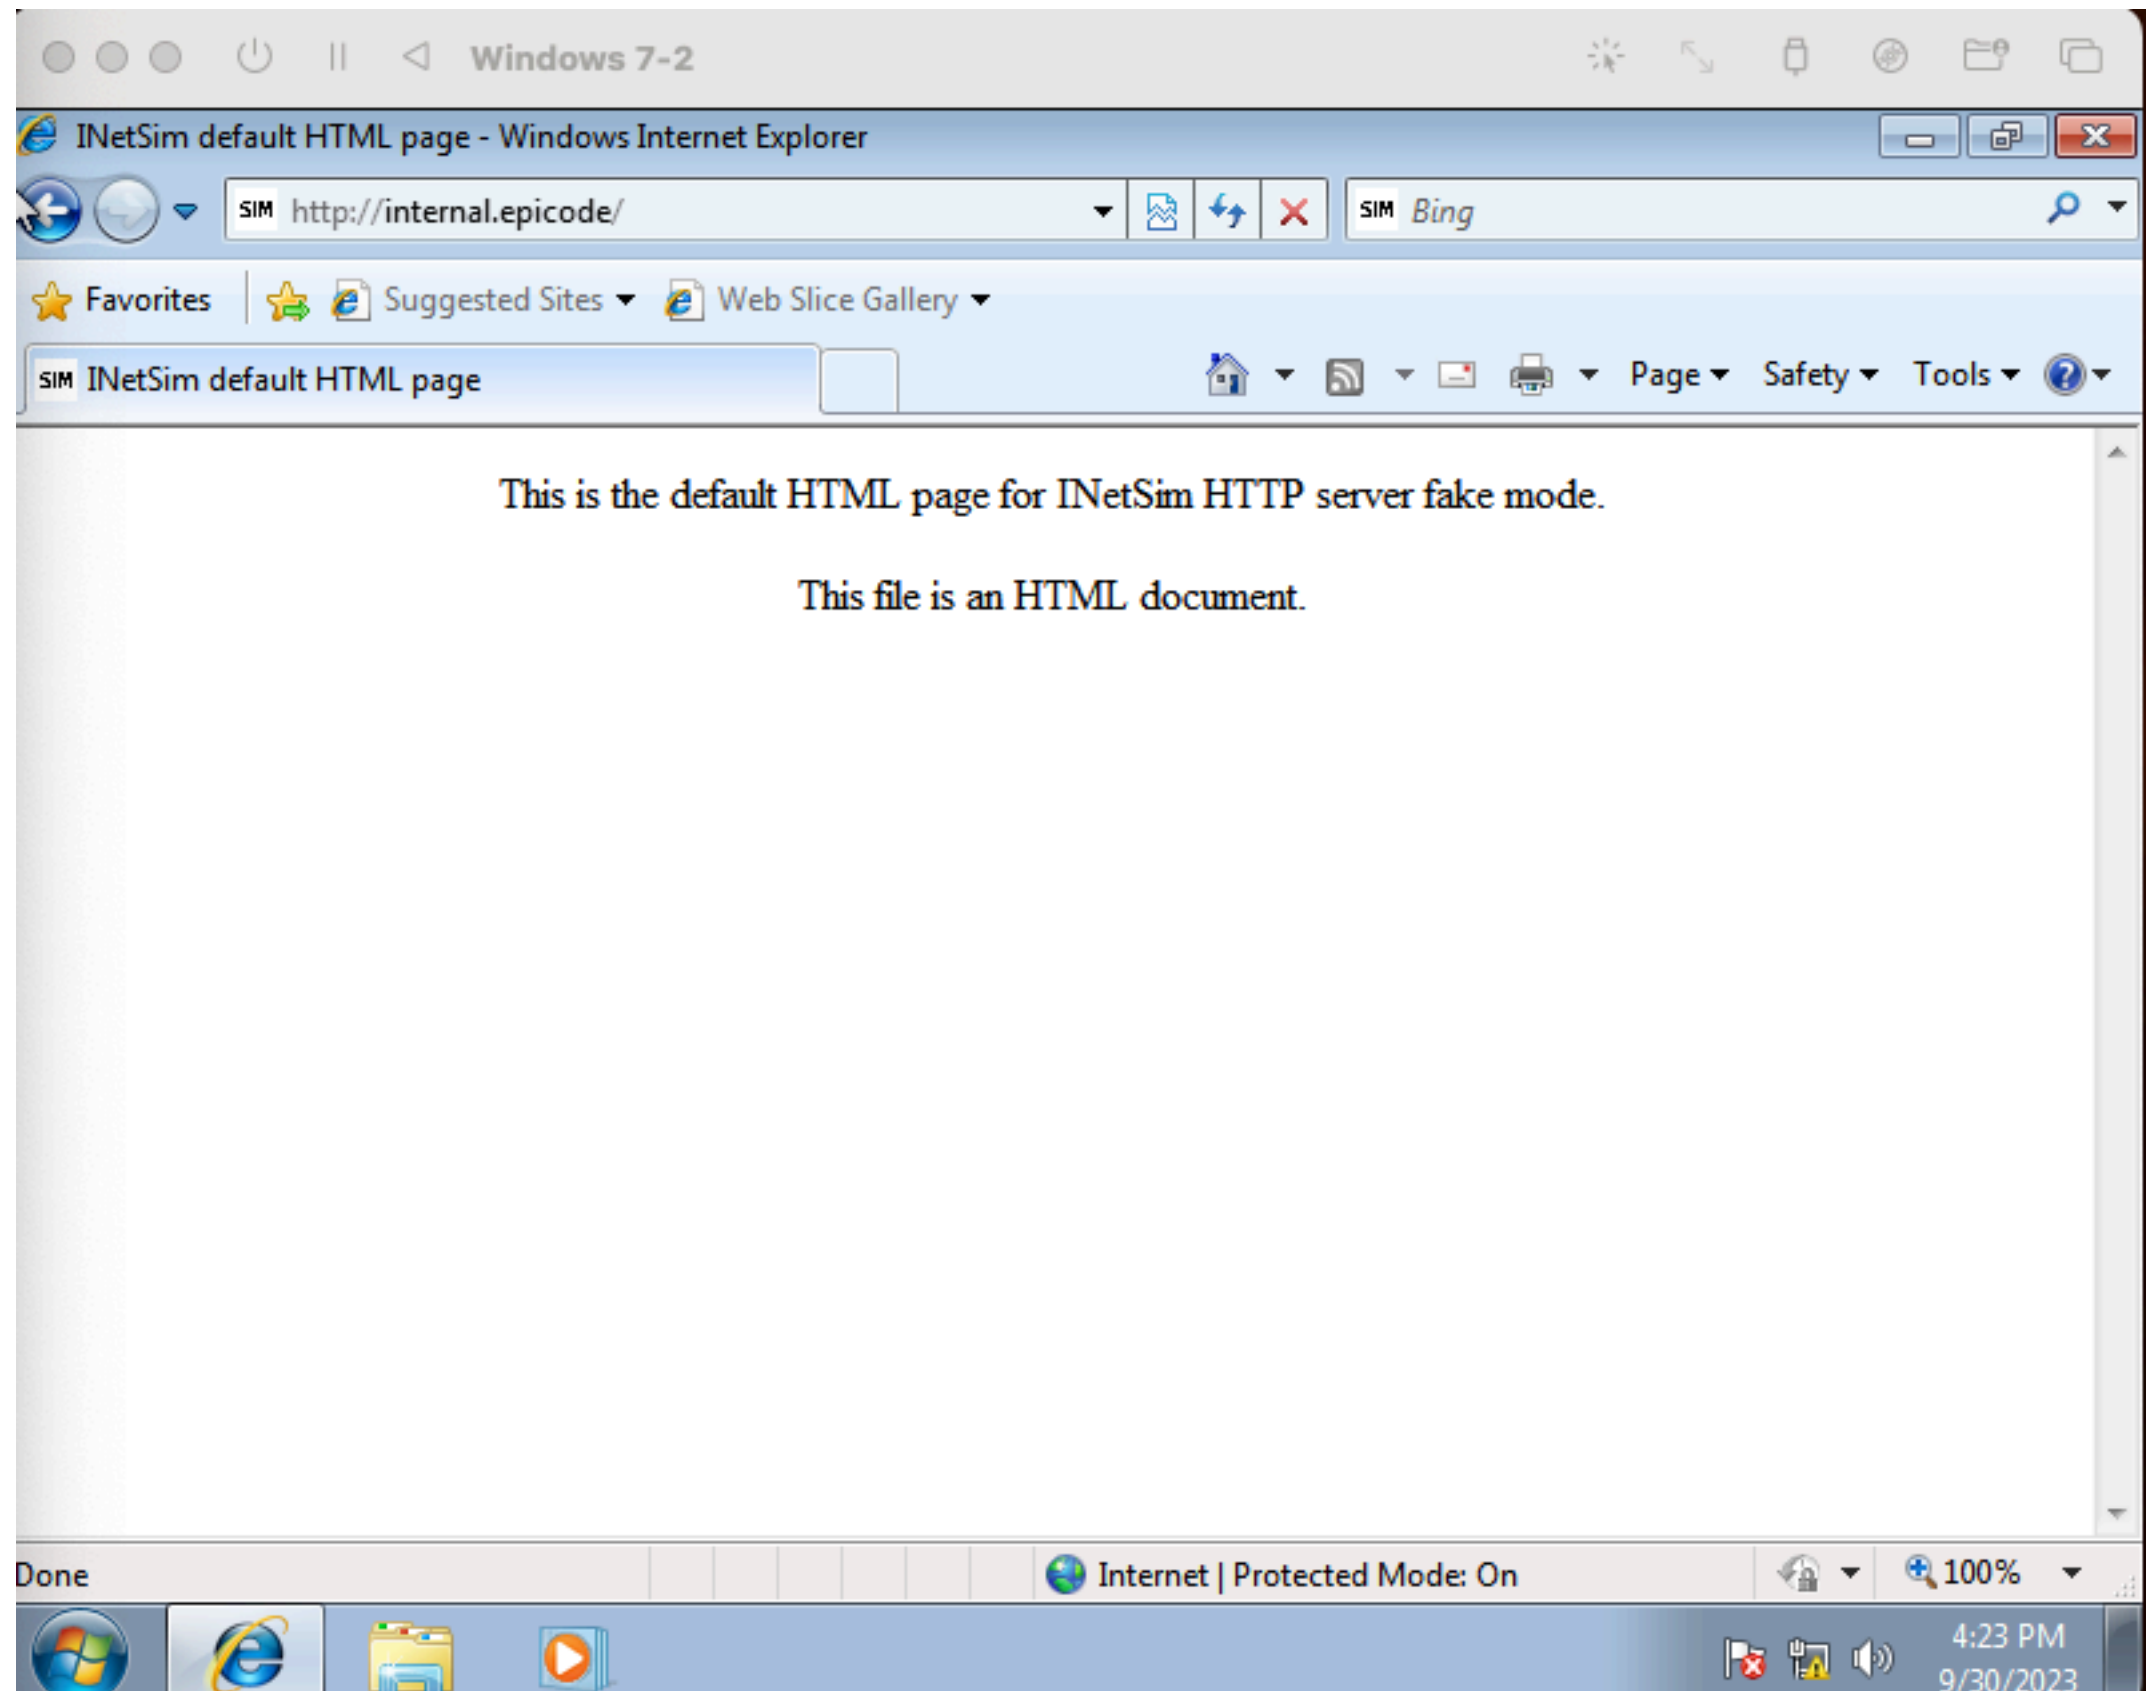 Windows 7-2
INetSim default HTML page - Windows Internet Explorer
SIM http://internal.epicode/ SIM Bing
Favorites Suggested Sites Web Slice Gallery
SIM INetSim default HTML page Page Safety Tools
This is the default HTML page for INetSim HTTP server fake mode.
This file is an HTML document.
Done Internet | Protected Mode: On 100%
4:23 PM
9/30/2023